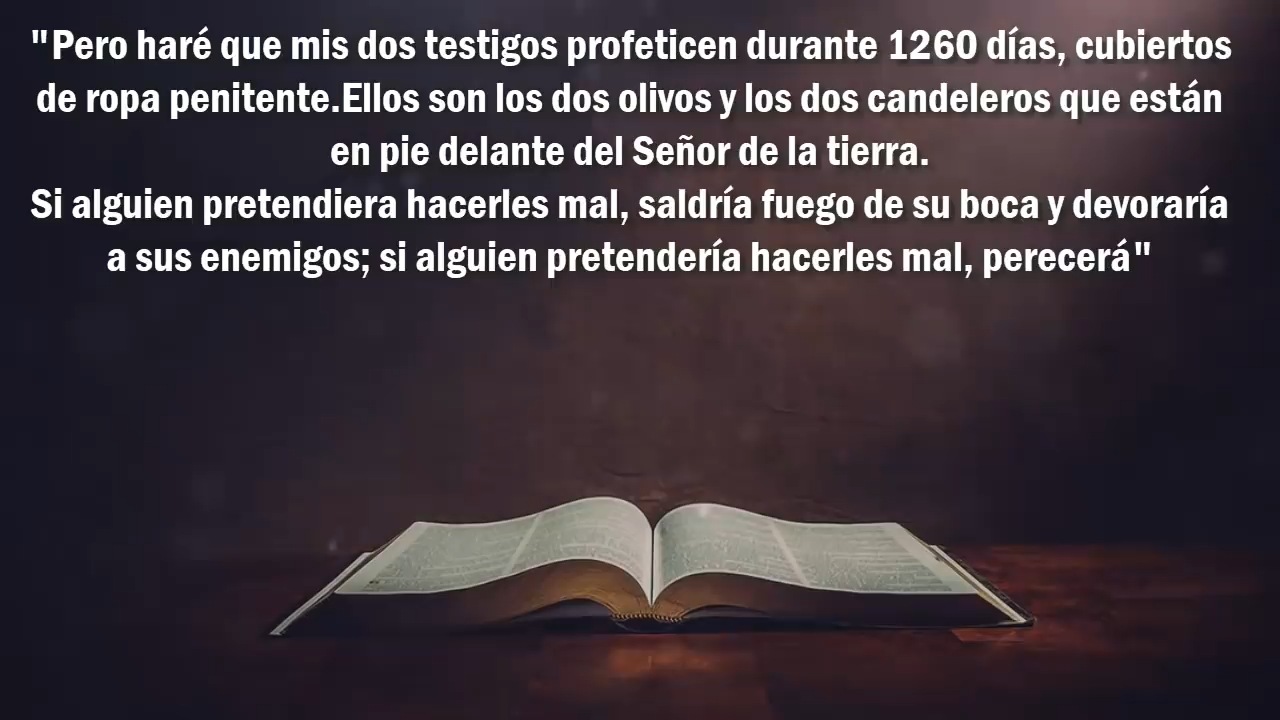 "Pero haré que mis dos testigos profeticen durante 1260 días, cubiertos
de ropa penitente.Ellos son los dos olivos y los dos candeleros que están
en pie delante del Señor de la tierra.
Si alguien pretendiera hacerles mal, saldría fuego de su boca y devoraría
a sus enemigos; si alguien pretendería hacerles mal, perecerá"